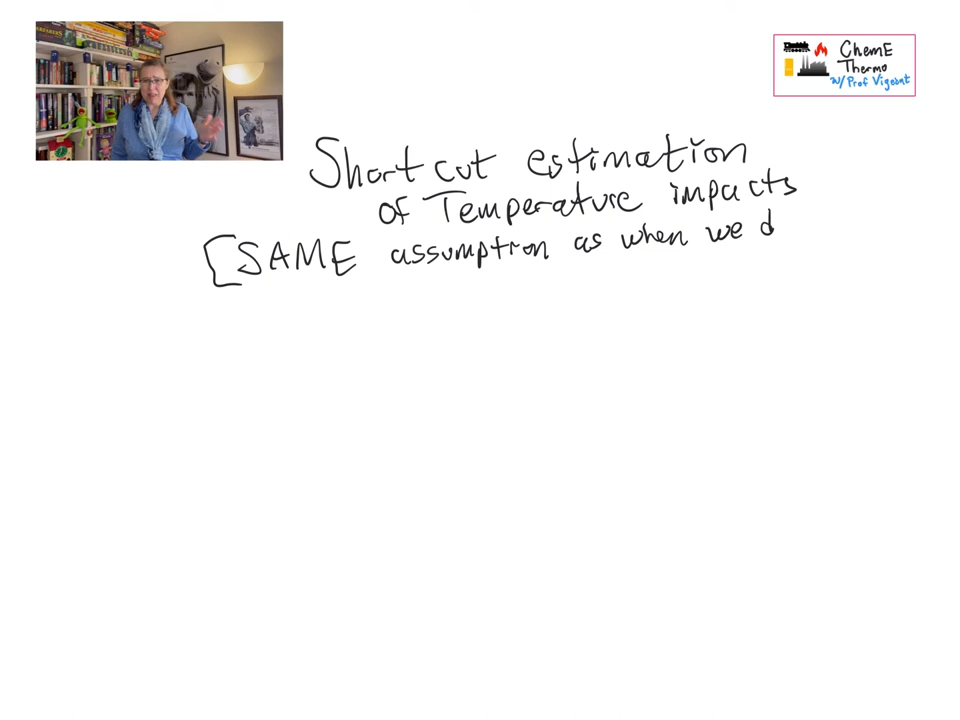 ChemE
Thermo
w/ Prof Vigeant
Shortcut estimation
of Temperature impacts
[SAME assumption as when we d